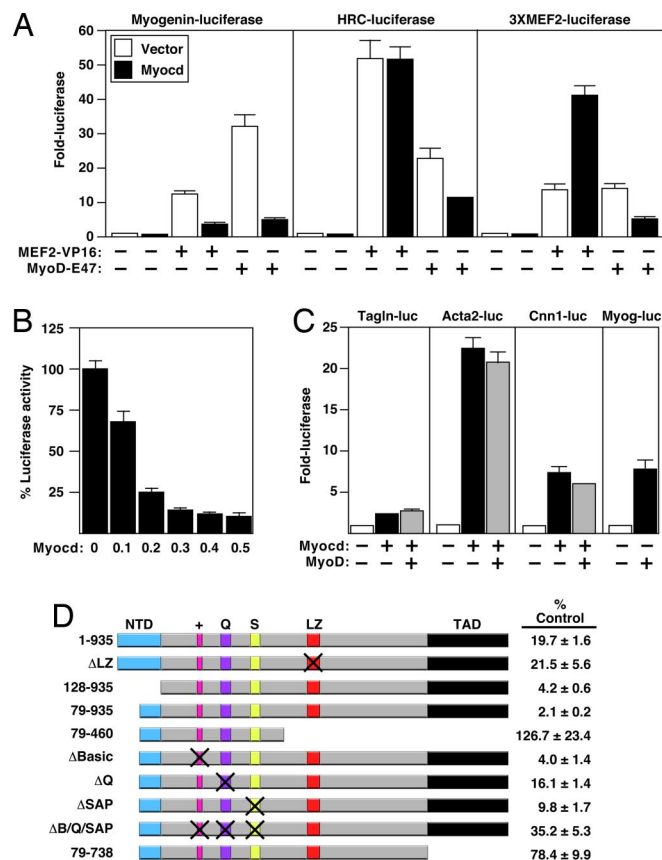 A
Myogenin-luciferase HRC-luciferase 3XMEF2-luciferase
60
50
40
30
20
10
0
Fold-luciferase
Vector
Myocd
MEF2-VP16: − − + + − − − − + + − − − − + + − −
MyoD-E47: − − − − + + − − − − + + − − − − + +
B
125
100
75
50
25
% Luciferase activity
Myocd: 0 0.1 0.2 0.3 0.4 0.5
C
Tagln-luc Acta2-luc Cnn1-luc Myog-luc
25
20
15
10
5
Fold-luciferase
Myocd: − + + − + + − + + − −
MyoD: − − + − − + − − + − +
D
NTD + Q S LZ TAD % Control
1-935 19.7 ± 1.6
ΔLZ 21.5 ± 5.6
128-935 4.2 ± 0.6
79-935 2.1 ± 0.2
79-460 126.7 ± 23.4
ΔBasic 4.0 ± 1.4
ΔQ 16.1 ± 1.4
ΔSAP 9.8 ± 1.7
ΔB/Q/SAP 35.2 ± 5.3
79-738 78.4 ± 9.9